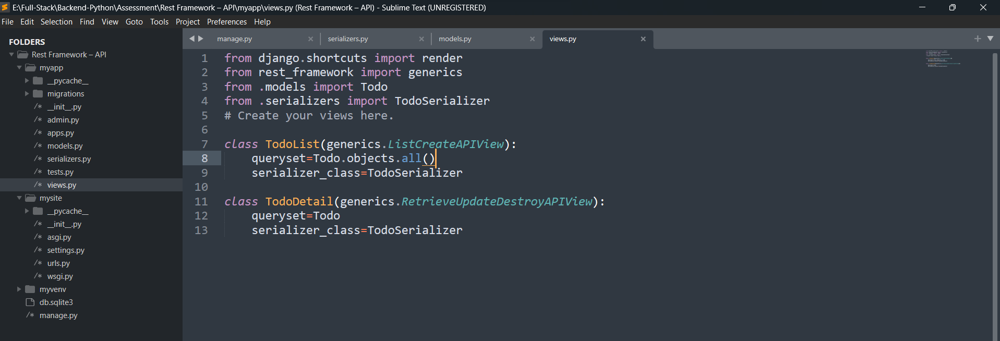 E:\Full-Stack\Backend-Python\Assessment\Rest Framework – API\myapp\views.py (Rest Framework – API) - Sublime Text (UNREGISTERED)
File Edit Selection Find View Goto Tools Project Preferences Help
FOLDERS
Rest Framework – API
myapp
__pycache__
migrations
/* __init__.py
/* admin.py
/* apps.py
/* models.py
/* serializers.py
/* tests.py
/* views.py
mysite
__pycache__
/* __init__.py
/* asgi.py
/* settings.py
/* urls.py
/* wsgi.py
myvenv
db.sqlite3
/* manage.py
manage.py serializers.py models.py views.py
1 from django.shortcuts import render
2 from rest_framework import generics
3 from .models import Todo
4 from .serializers import TodoSerializer
5 # Create your views here.
6
7 class TodoList(generics.ListCreateAPIView):
8     queryset=Todo.objects.all()
9     serializer_class=TodoSerializer
10
11 class TodoDetail(generics.RetrieveUpdateDestroyAPIView):
12     queryset=Todo
13     serializer_class=TodoSerializer